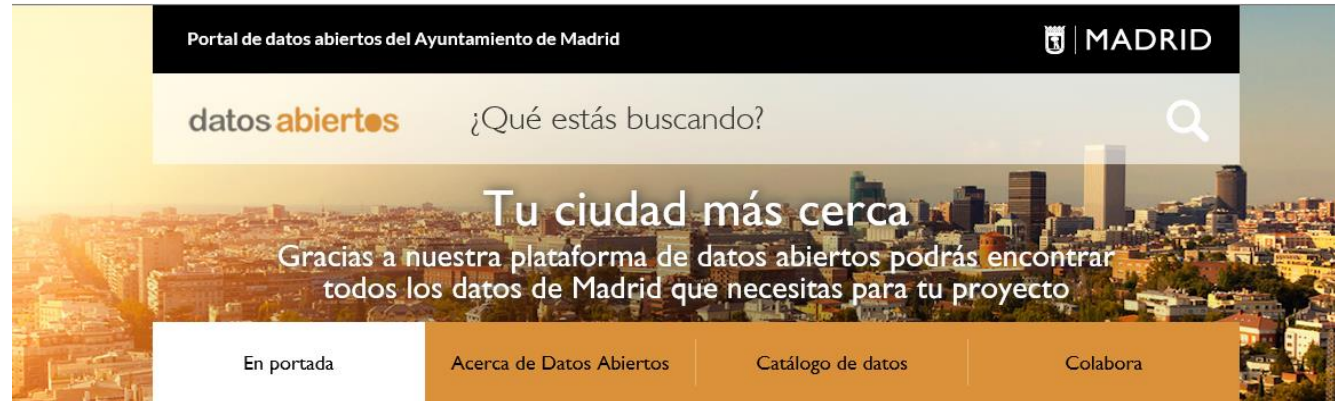 Portal de datos abiertos del Ayuntamiento de Madrid
MADRID
datos abiertos
¿Qué estás buscando?
Tu ciudad más cerca
Gracias a nuestra plataforma de datos abiertos podrás encontrar
todos los datos de Madrid que necesitas para tu proyecto
En portada
Acerca de Datos Abiertos
Catálogo de datos
Colabora